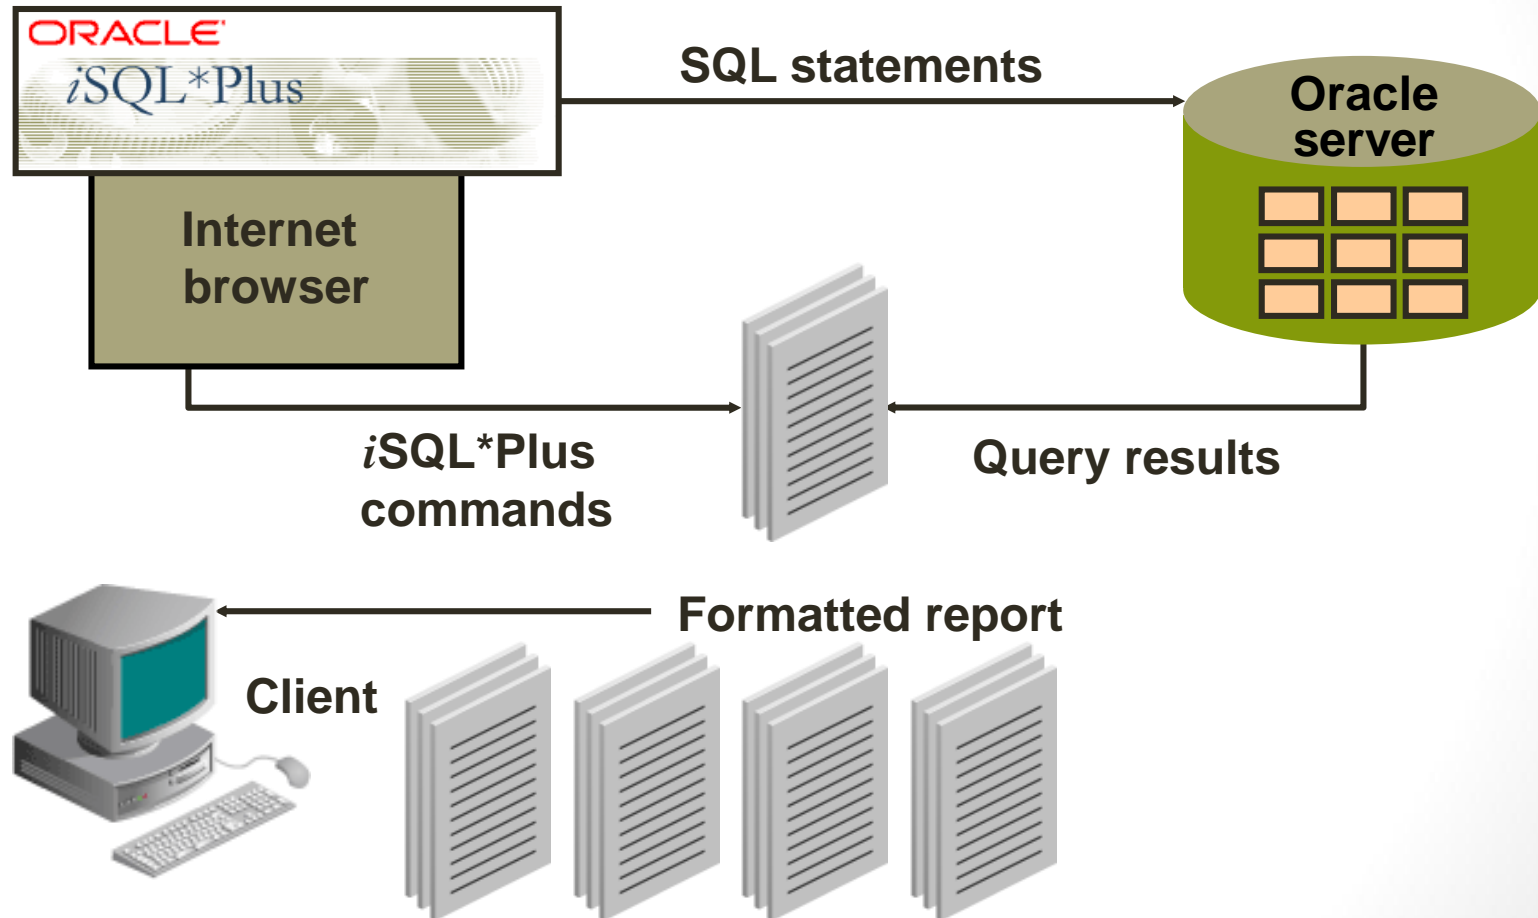 ORACLE
iSQL*Plus
SQL statements
Oracle
server
Internet
browser
iSQL*Plus
commands
Query results
Formatted report
Client